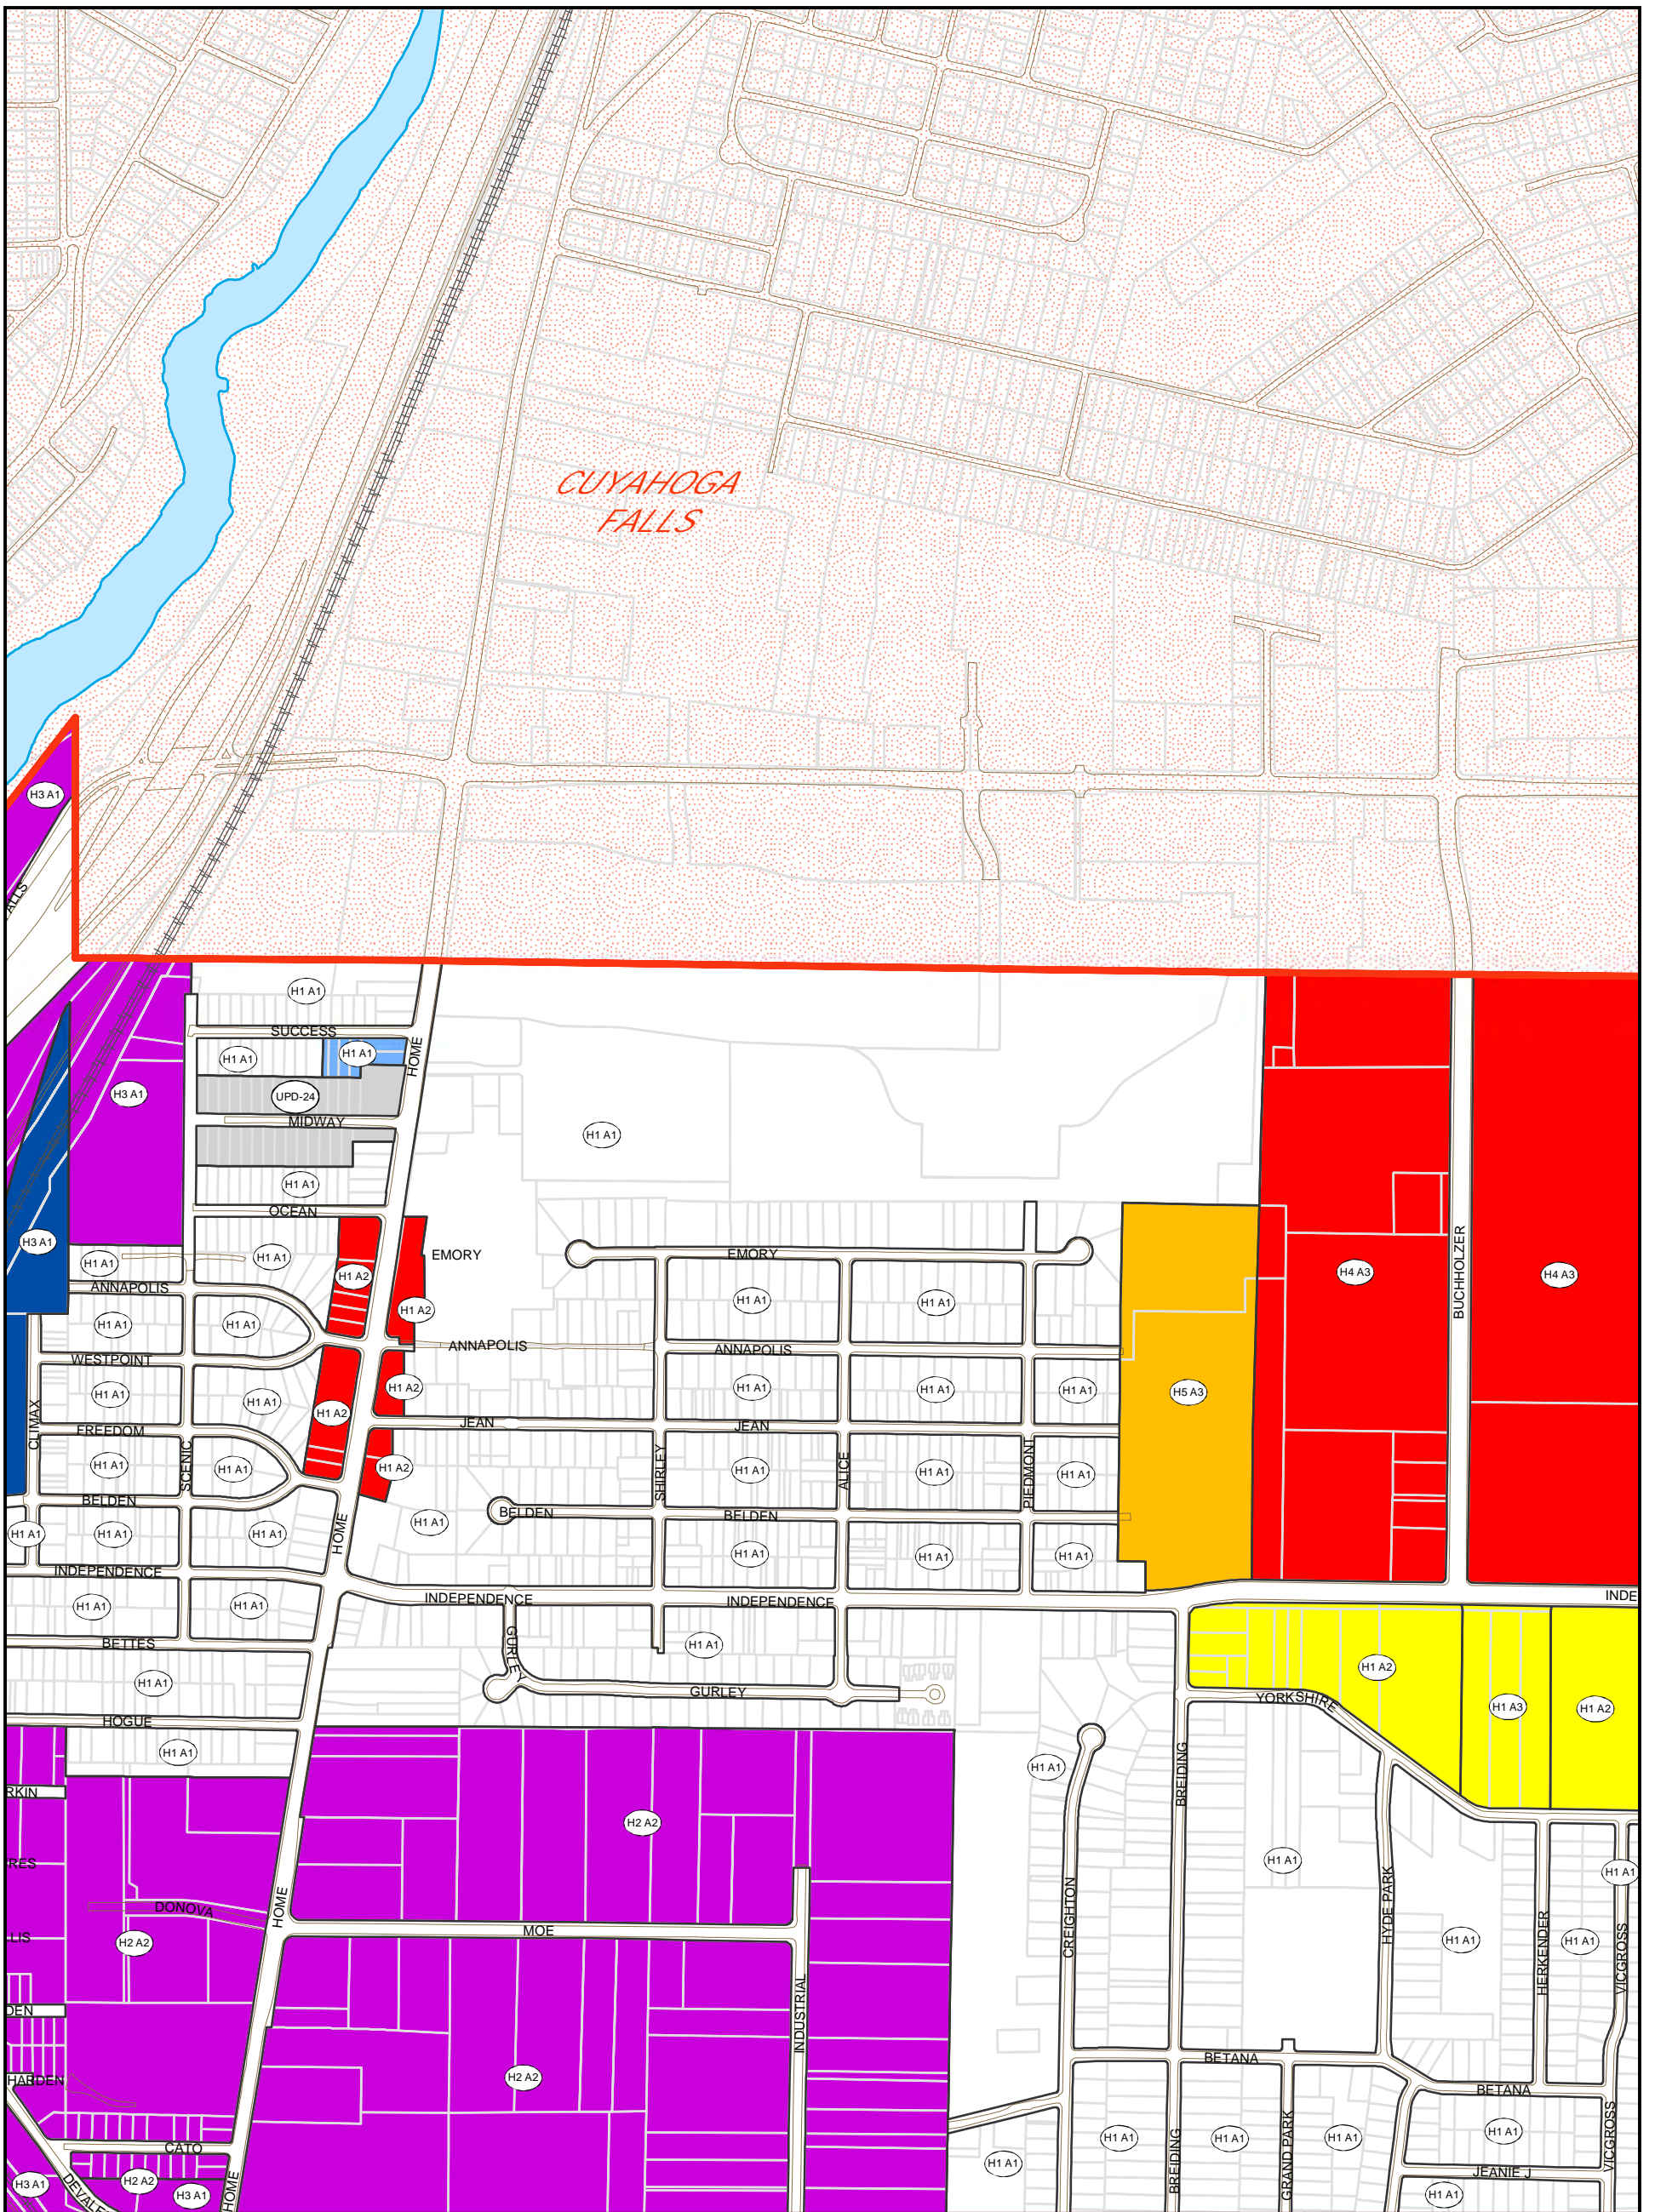 CUYAHOGA
FALLS
H3 A1
ALLS
H1 A1
SUCCESS
H1 A1
H1 A1
HOME
H3 A1
UPD-24
MIDWAY
H1 A1
H1 A1
OCEAN
H3 A1
H1 A1
H1 A1
EMORY
EMORY
BUCHHOLZER
H1 A2
H4 A3
H4 A3
ANNAPOLIS
H1 A1
H1 A1
H1 A2
H1 A1
H1 A1
ANNAPOLIS
ANNAPOLIS
WESTPOINT
H1 A1
H1 A1
H1 A2
H1 A1
H1 A1
H1 A1
H5 A3
H1 A2
CLIMAX
FREEDOM
JEAN
JEAN
H1 A1
SCENIC
H1 A1
H1 A2
SHIRLEY
H1 A1
ALICE
H1 A1
PIEDMONT
H1 A1
BELDEN
BELDEN
BELDEN
H1 A1
H1 A1
H1 A1
H1 A1
HOME
H1 A1
H1 A1
H1 A1
INDEPENDENCE
INDEPENDENCE
INDEPENDENCE
INDE
H1 A1
H1 A1
BETTES
GURLEY
H1 A1
H1 A2
H1 A1
GURLEY
YORKSHIRE
H1 A3
H1 A2
HOGUE
H1 A1
H1 A1
BREIDING
RKIN
H2 A2
RES
H1 A1
H1 A1
DONOVA
HOME
MOE
CREIGHTON
HYDE PARK
LIS
H2 A2
H1 A1
HERKENDER
H1 A1
VICGROSS
DEN
INDUSTRIAL
BETANA
HARDEN
H2 A2
BETANA
CATO
H1 A1
H1 A1
GRAND PARK
H1 A1
H1 A1
VICGROSS
H3 A1
DEVALE
H2 A2
H3 A1
HOME
H1 A1
BREIDING
JEANIE J
H1 A1